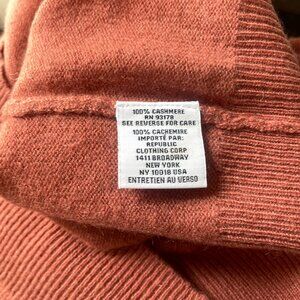 100% CASHMERE
RN 93178
SEE REVERSE FOR CARE
100% CACHEMIRE
IMPORTÉ PAR:
REPUBLIC
CLOTHING CORP
1411 BROADWAY
NEW YORK
NY 10018 USA
ENTRETIEN AU VERSO